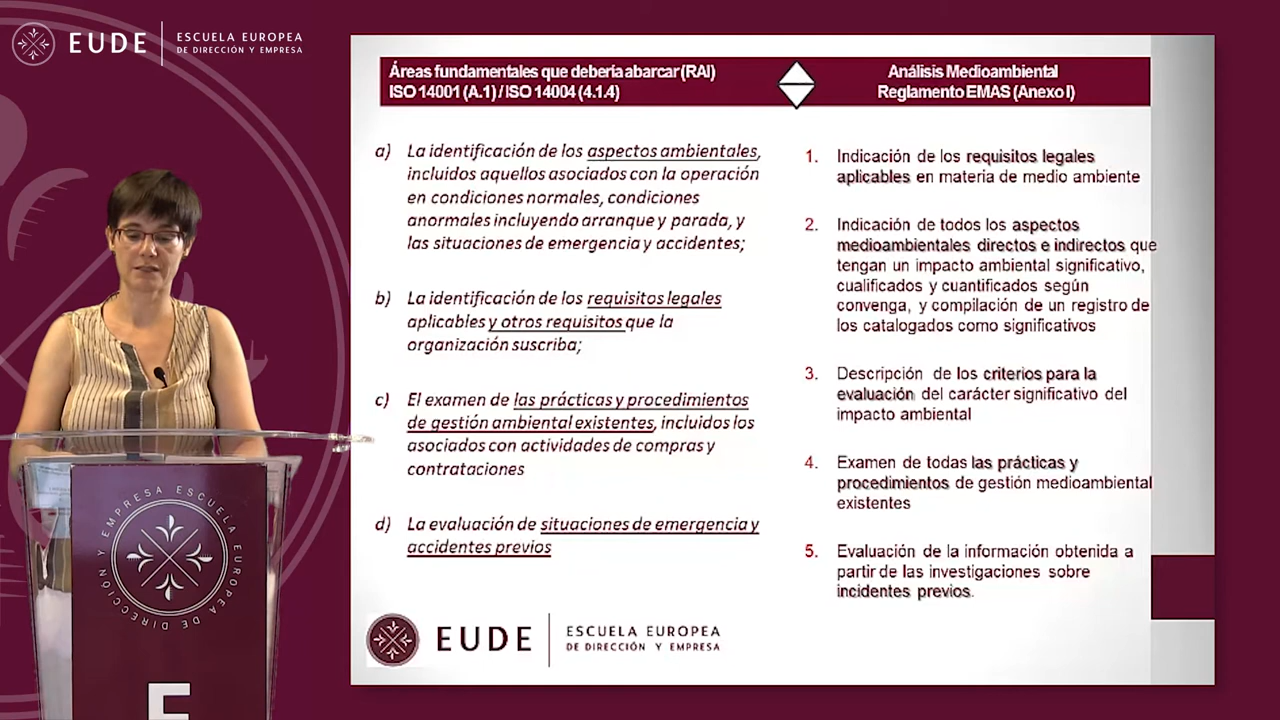 EUDE
ESCUELA EUROPEA
DE DIRECCIÓN Y EMPRESA
Áreas fundamentales que debería abarcar (RAI)
ISO 14001 (A.1) / ISO 14004 (4.1.4)
Análisis Medioambiental
Reglamento EMAS (Anexo I)
a) La identificación de los aspectos ambientales,
incluidos aquellos asociados con la operación
en condiciones normales, condiciones
anormales incluyendo arranque y parada, y
las situaciones de emergencia y accidentes;
b) La identificación de los requisitos legales
aplicables y otros requisitos que la
organización suscriba;
c) El examen de las prácticas y procedimientos
de gestión ambiental existentes, incluidos los
asociados con actividades de compras y
contrataciones
d) La evaluación de situaciones de emergencia y
accidentes previos
1. Indicación de los requisitos legales
aplicables en materia de medio ambiente
2. Indicación de todos los aspectos
medioambientales directos e indirectos que
tengan un impacto ambiental significativo,
cualificados y cuantificados según
convenga, y compilación de un registro de
los catalogados como significativos
3. Descripción de los criterios para la
evaluación del carácter significativo del
impacto ambiental
4. Examen de todas las prácticas y
procedimientos de gestión medioambiental
existentes
5. Evaluación de la información obtenida a
partir de las investigaciones sobre
incidentes previos.
EUDE
ESCUELA EUROPEA
DE DIRECCIÓN Y EMPRESA
ESCUELA EUROPEA DE DIRECCIÓN Y EMPRESA
E